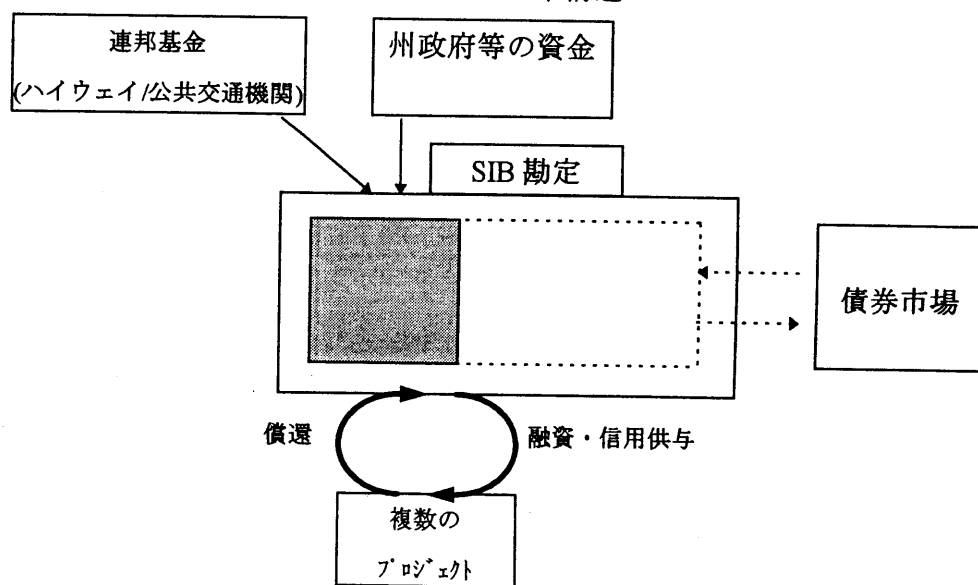 連邦基金
(ハイウェイ/公共交通機関)
州政府等の資金
SIB 勘定
債券市場
償還
融資・信用供与
複数の
ﾌﾟﾛｼﾞｪｸﾄ